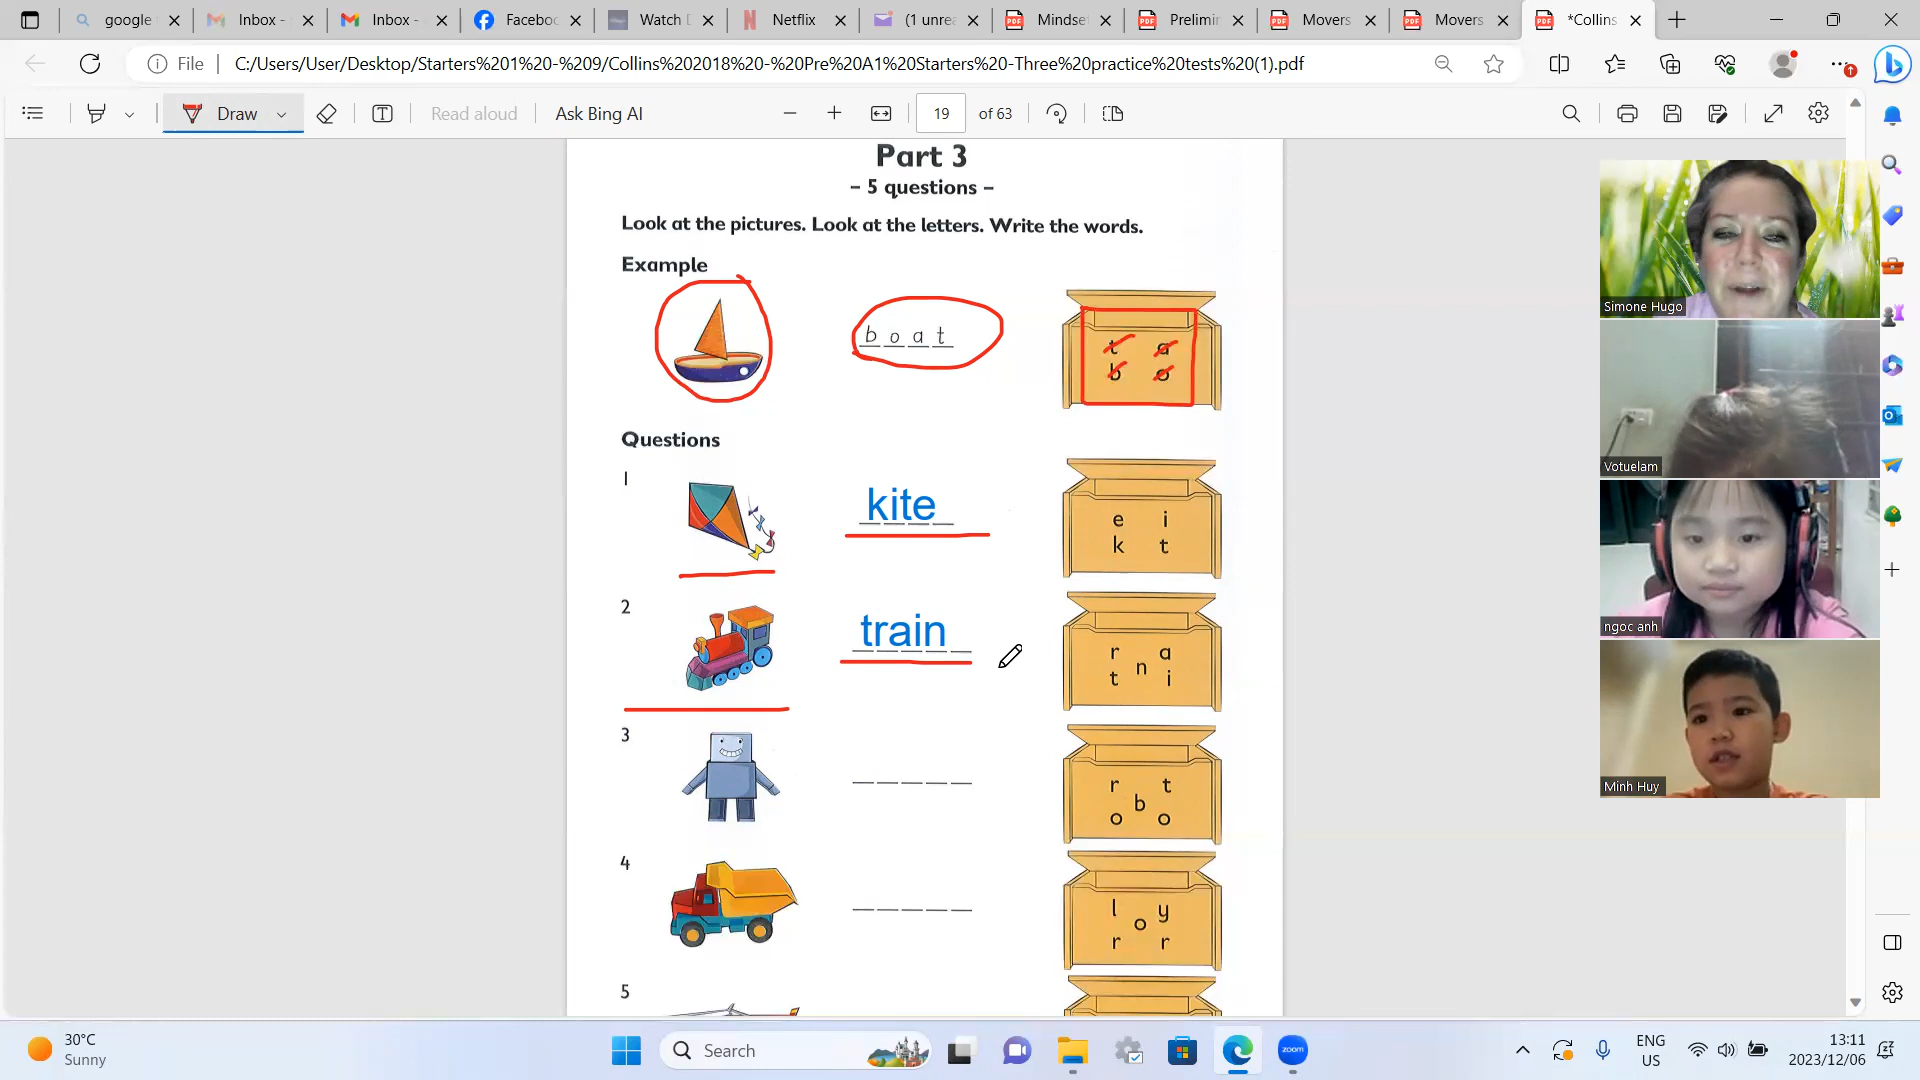 google
Inbox -
Inbox -
Faceboo
Watch D
Netflix
(1 unrea
Mindset
Prelimin
Movers
Movers
*Collins
File
C:/Users/User/Desktop/Starters%201%20-%209/Collins%202018%20-%20Pre%20A1%20Starters%20-Three%20practice%20tests%20(1).pdf
Draw
Read aloud
Ask Bing AI
19 of 63
Part 3
– 5 questions –
Look at the pictures. Look at the letters. Write the words.
Example
b o a t
t a
b o
Questions
1
kite
e i
k t
2
train
r a
n
t i
3
r t
b
o o
4
l y
o
r r
5
Simone Hugo
Votuelam
ngoc anh
Minh Huy
30°C
Sunny
Search
zoom
ENG
US
13:11
2023/12/06